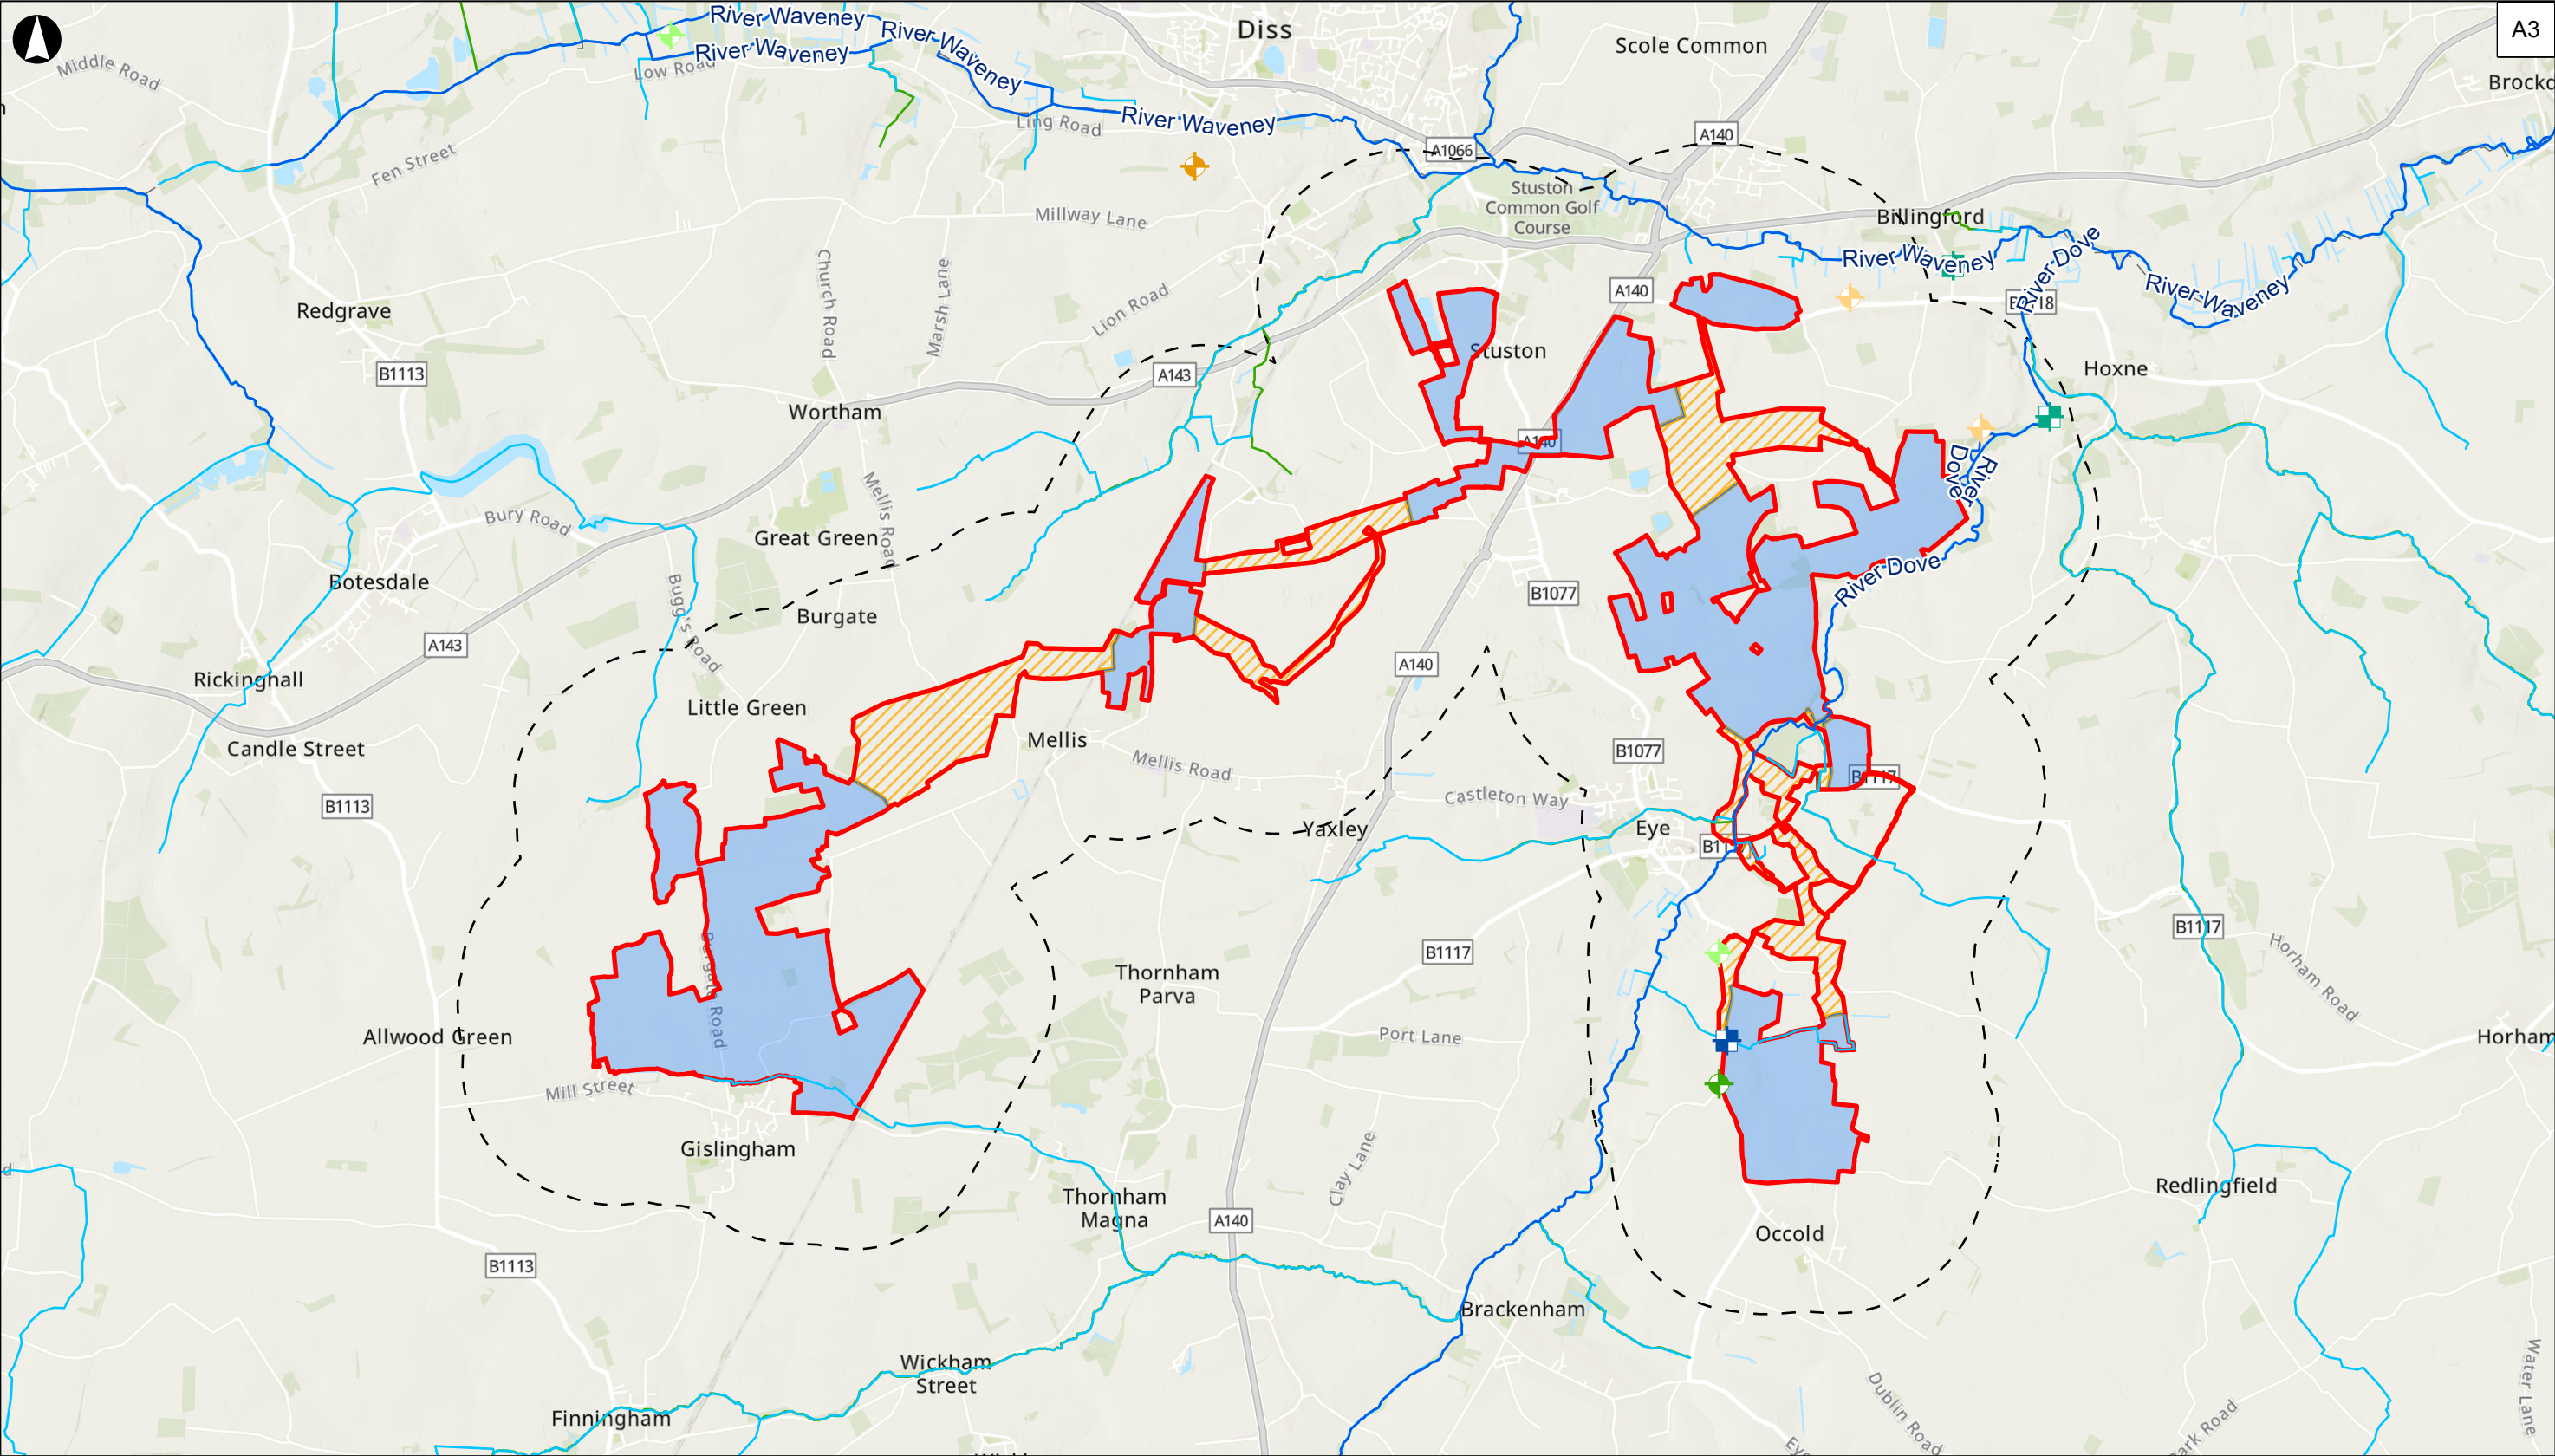 A3
River Waveney
River Waveney
River Waveney
Diss
Scole Common
Middle Road
Low Road
Brockd
River Waveney
Ling Road
A1066
A140
Fen Street
Stuston
Common Golf
Course
Millway Lane
Billingford
River Waveney
River Dove
River Waveney
Church Road
Marsh Lane
Lion Road
A140
Redgrave
Stuston
B1113
A143
Hoxne
Wortham
A140
Mellis Road
River
Dove
Bury Road
Great Green
River Dove
Botesdale
Bugg's Road
B1077
Burgate
A143
A140
Rickinghall
Little Green
Candle Street
Mellis
Mellis Road
B1077
B1117
B1113
Castleton Way
Yaxley
Eye
B1117
B1117
Burgate Road
Thornham
Parva
Horham Road
Allwood Green
Port Lane
Horham
Mill Street
Gislingham
Clay Lane
Thornham
Magna
A140
Redlingfield
Occold
B1113
Brackenham
Wickham
Street
Water Lane
Dublin Road
Finningham